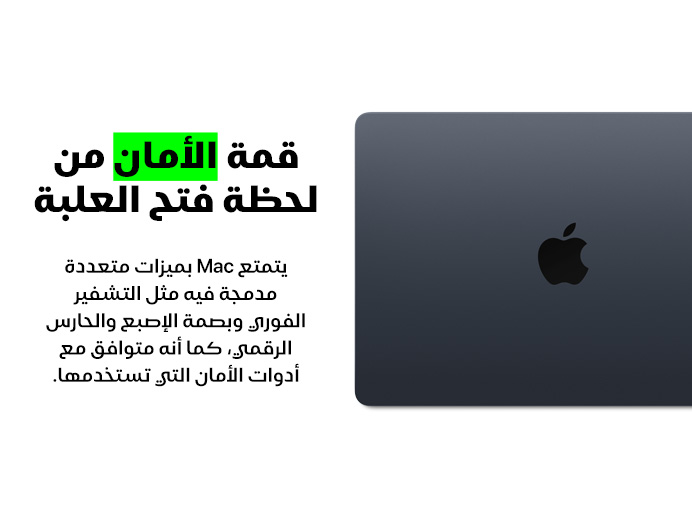 قمة الأمان من
لحظة فتح العلبة
يتمتع Mac بميزات متعددة
مدمجة فيه مثل التشفير
الفوري وبصمة الإصبع والحارس
الرقمي، كما أنه متوافق مع
أدوات الأمان التي تستخدمها.